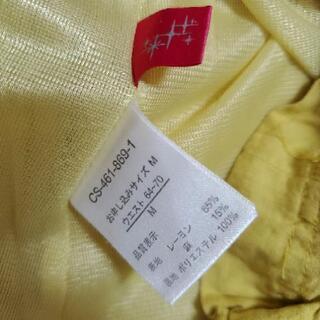 CS-461-869-1
お申し込みサイズ M
ウエスト 64-70
M
品質表示
表地 レーヨン 85%
麻 15%
裏地 ポリエステル 100%